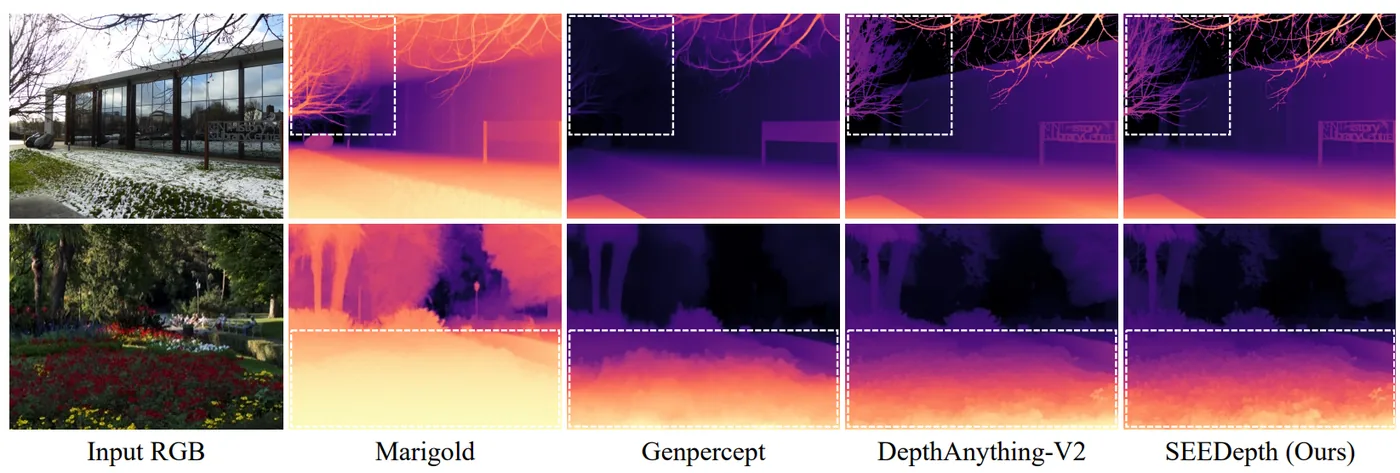 Input RGB
Marigold
Genpercept
DepthAnything-V2
SEEDepth (Ours)